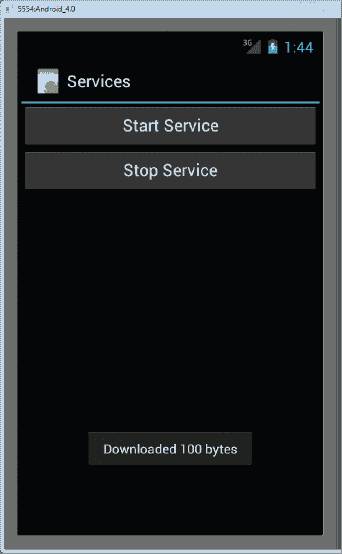 5554:Android_4.0
3G 1:44
Services
Start Service
Stop Service
Downloaded 100 bytes